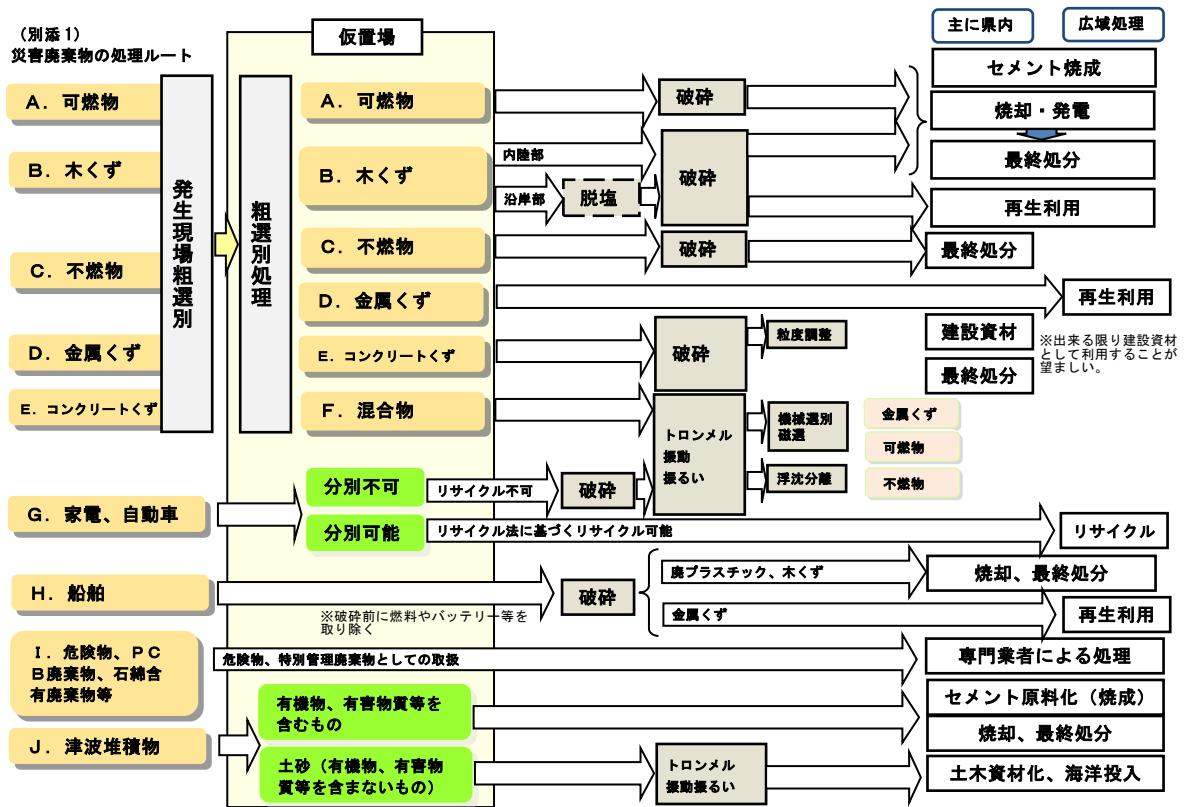 (別添1)
災害廃棄物の処理ルート
仮置場
主に県内
広域処理
A．可燃物
B．木くず
C．不燃物
D．金属くず
E．コンクリートくず
発生現場粗選別
粗選別処理
A．可燃物
破砕
セメント焼成
焼却・発電
最終処分
B．木くず
内陸部
沿岸部
脱塩
破砕
再生利用
C．不燃物
破砕
最終処分
D．金属くず
再生利用
E．コンクリートくず
破砕
粒度調整
建設資材
※出来る限り建設資材
として利用することが
望ましい。
最終処分
F．混合物
トロンメル
振動
振るい
機械選別
磁選
浮沈分離
金属くず
可燃物
不燃物
G．家電、自動車
分別不可
リサイクル不可
破砕
分別可能
リサイクル法に基づくリサイクル可能
リサイクル
H．船舶
※破砕前に燃料やバッテリー等を
取り除く
破砕
廃プラスチック、木くず
焼却、最終処分
金属くず
再生利用
I．危険物、PC
B廃棄物、石綿含
有廃棄物等
危険物、特別管理廃棄物としての取扱
専門業者による処理
J．津波堆積物
有機物、有害物質等を
含むもの
セメント原料化（焼成）
焼却、最終処分
土砂（有機物、有害物
質等を含まないもの）
トロンメル
振動振るい
土木資材化、海洋投入